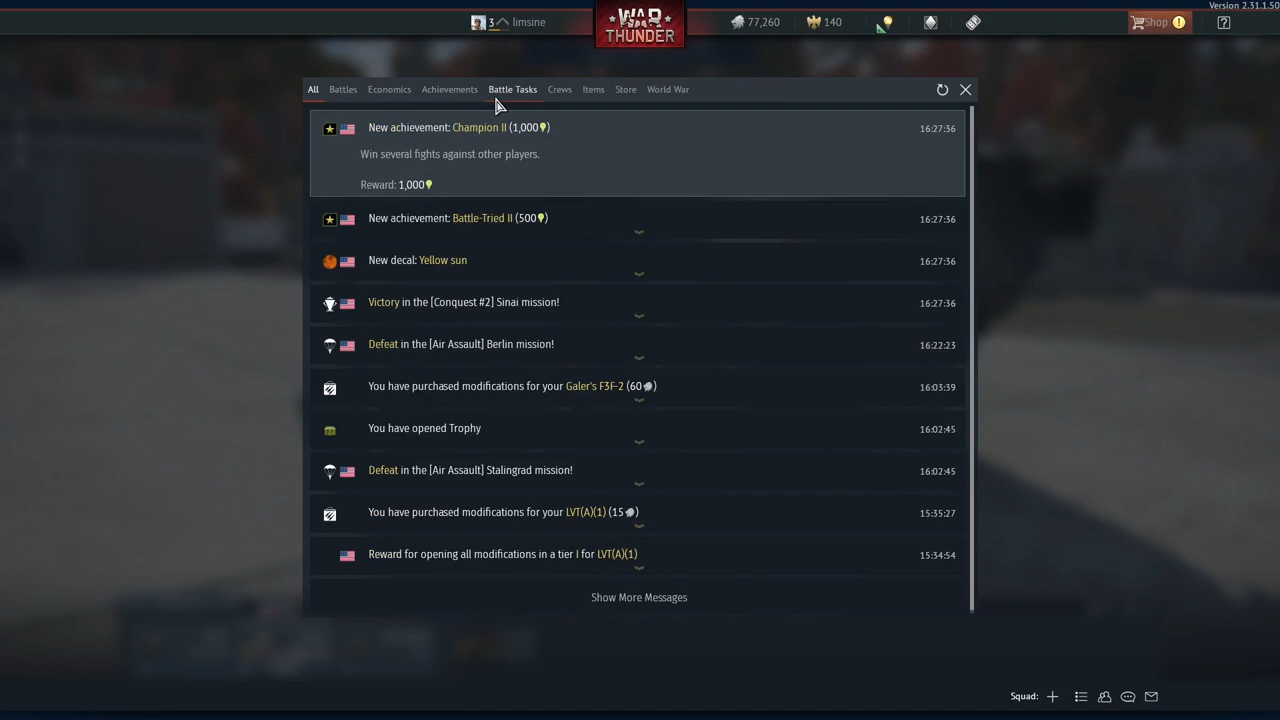 Version 2.31.1.50
3 limsine
WAR THUNDER
77,260
140
Shop
All Battles Economics Achievements Battle Tasks Crews Items Store World War
New achievement: Champion II (1,000) 16:27:36
Win several fights against other players.
Reward: 1,000
New achievement: Battle-Tried II (500) 16:27:36
New decal: Yellow sun 16:27:36
Victory in the [Conquest #2] Sinai mission! 16:27:36
Defeat in the [Air Assault] Berlin mission! 16:22:23
You have purchased modifications for your Galer's F3F-2 (60) 16:03:39
You have opened Trophy 16:02:45
Defeat in the [Air Assault] Stalingrad mission! 16:02:45
You have purchased modifications for your LVT(A)(1) (15) 15:35:27
Reward for opening all modifications in a tier I for LVT(A)(1) 15:34:54
Show More Messages
Squad: